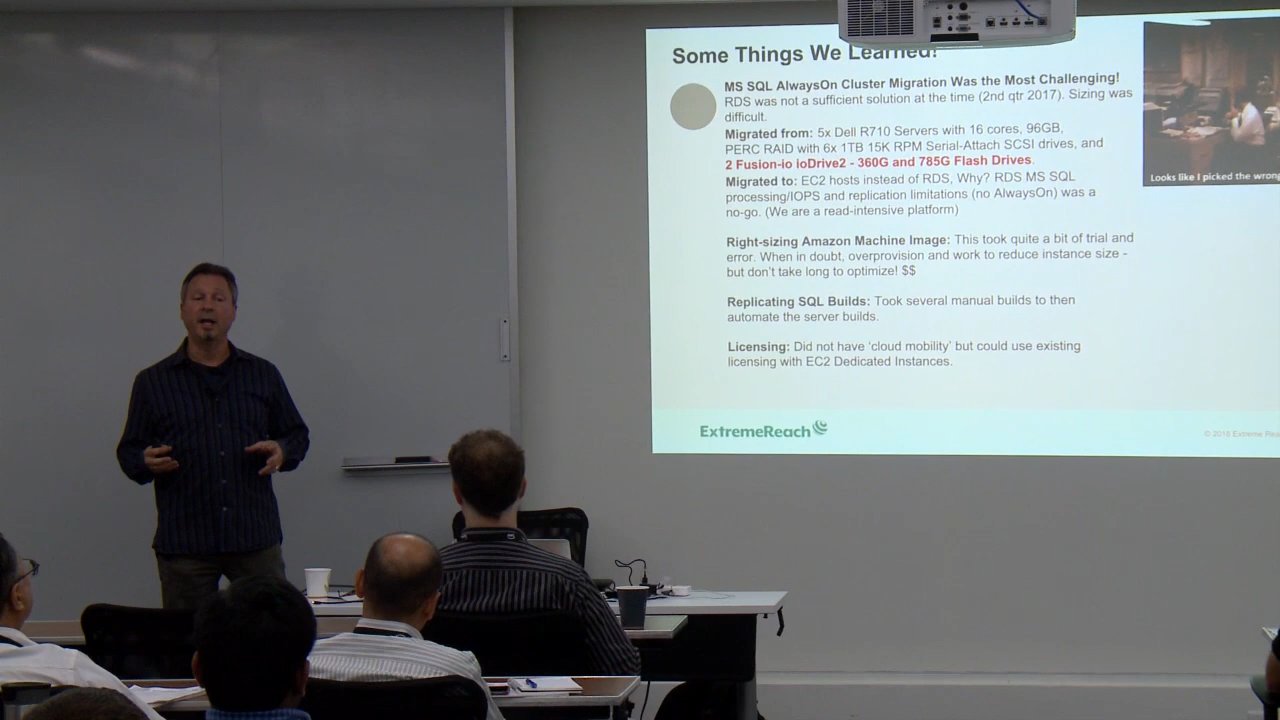 Some Things We Learned!
MS SQL AlwaysOn Cluster Migration Was the Most Challenging!
RDS was not a sufficient solution at the time (2nd qtr 2017). Sizing was
difficult.
Migrated from: 5x Dell R710 Servers with 16 cores, 96GB,
PERC RAID with 6x 1TB 15K RPM Serial-Attach SCSI drives, and
2 Fusion-io ioDrive2 - 360G and 785G Flash Drives.
Migrated to: EC2 hosts instead of RDS, Why? RDS MS SQL
processing/IOPS and replication limitations (no AlwaysOn) was a
no-go. (We are a read-intensive platform)
Right-sizing Amazon Machine Image: This took quite a bit of trial and
error. When in doubt, overprovision and work to reduce instance size -
but don't take long to optimize! $$
Replicating SQL Builds: Took several manual builds to then
automate the server builds.
Licensing: Did not have 'cloud mobility' but could use existing
licensing with EC2 Dedicated Instances.
Looks like I picked the wrong
ExtremeReach
© 2018 Extreme